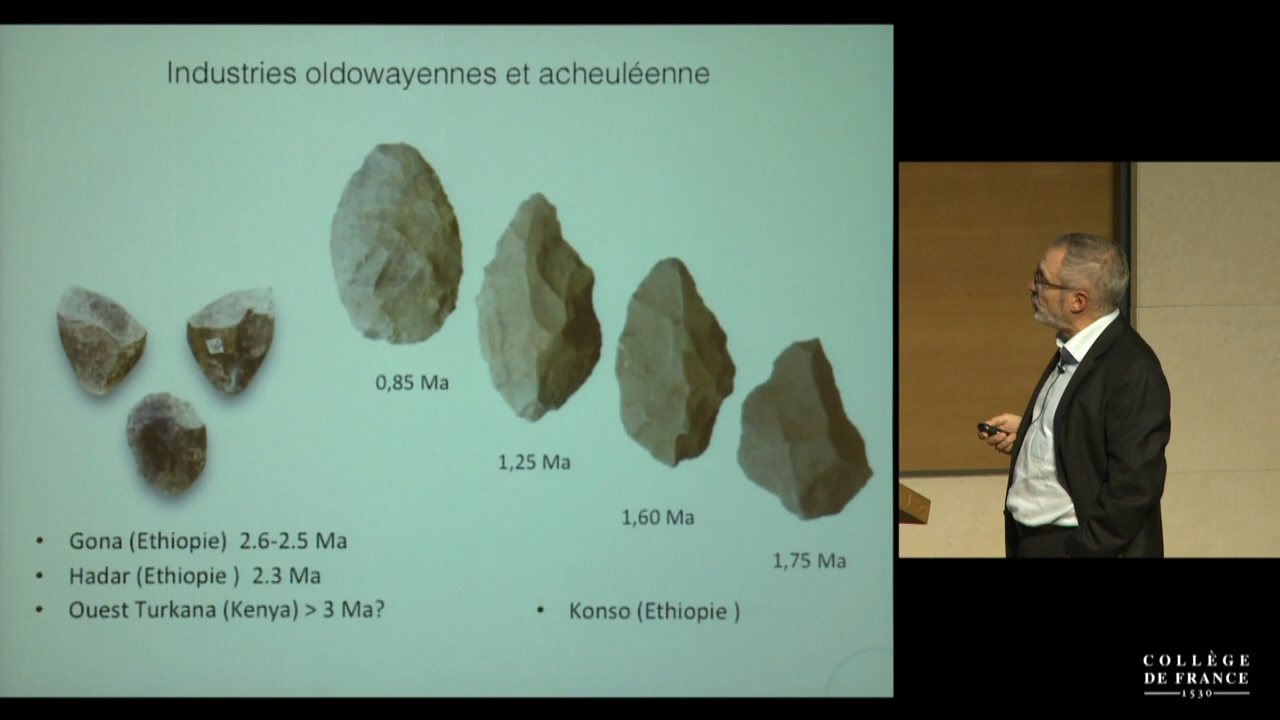 Industries oldowayennes et acheuléenne
0,85 Ma
1,25 Ma
1,60 Ma
1,75 Ma
• Gona (Ethiopie) 2.6-2.5 Ma
• Hadar (Ethiopie ) 2.3 Ma
• Ouest Turkana (Kenya) > 3 Ma?
• Konso (Ethiopie )
COLLÈGE
DE FRANCE
1530